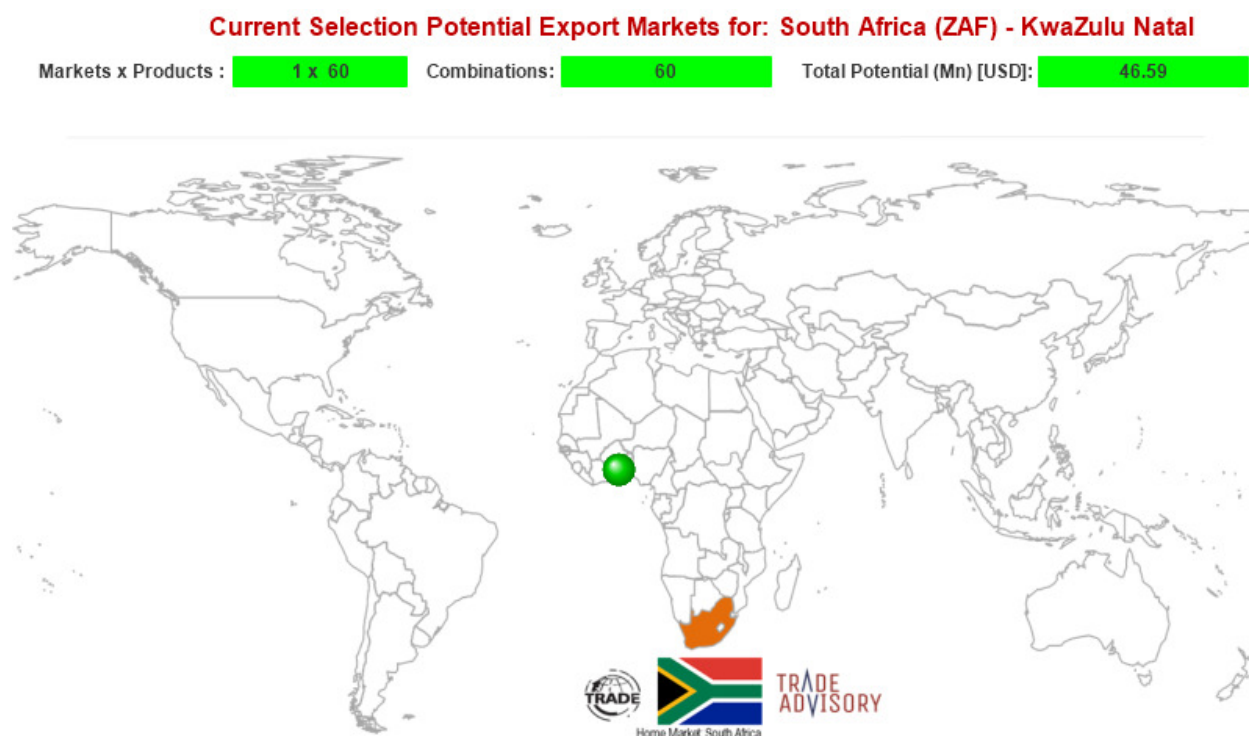 Current Selection Potential Export Markets for: South Africa (ZAF) - KwaZulu Natal
Markets x Products : 1 x 60 Combinations: 60 Total Potential (Mn) [USD]: 46.59
TRADE
TRADE
ADVISORY
Home Market: South Africa